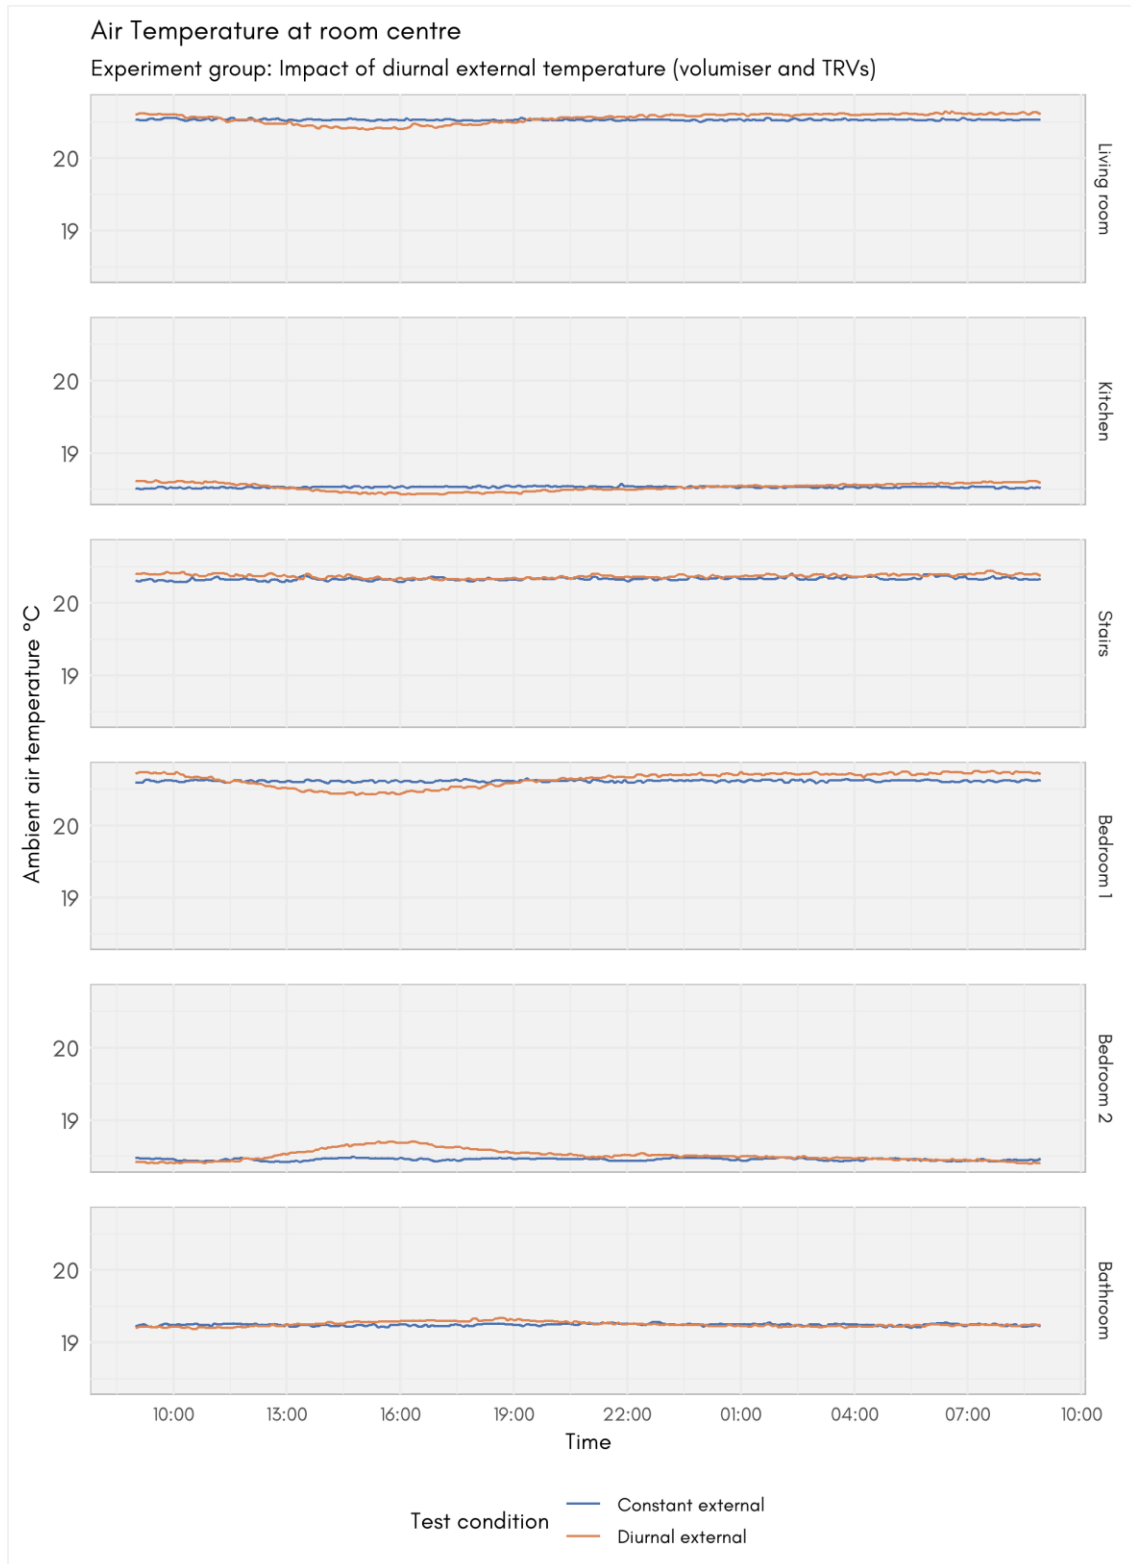 Air Temperature at room centre
Experiment group: Impact of diurnal external temperature (volumiser and TRVs)
Ambient air temperature °C
20
19
Living room
20
19
Kitchen
20
19
Stairs
20
19
Bedroom 1
20
19
Bedroom 2
20
19
Bathroom
10:00 13:00 16:00 19:00 22:00 01:00 04:00 07:00 10:00
Time
Test condition
Constant external
Diurnal external